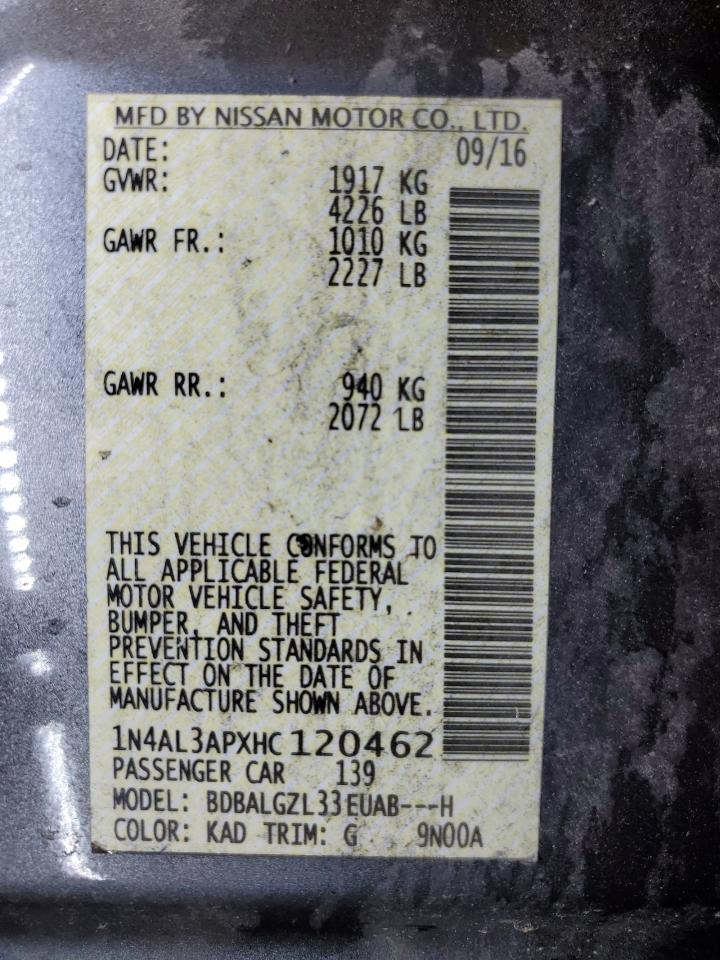 MFD BY NISSAN MOTOR CO., LTD.
DATE: 09/16
GVWR: 1917 KG
4226 LB
GAWR FR.: 1010 KG
2227 LB
GAWR RR.: 940 KG
2072 LB
THIS VEHICLE CONFORMS TO
ALL APPLICABLE FEDERAL
MOTOR VEHICLE SAFETY,
BUMPER, AND THEFT
PREVENTION STANDARDS IN
EFFECT ON THE DATE OF
MANUFACTURE SHOWN ABOVE.
1N4AL3APXHC120462
PASSENGER CAR 139
MODEL: BDBALGZL33EUAB---H
COLOR: KAD TRIM: G 9N00A